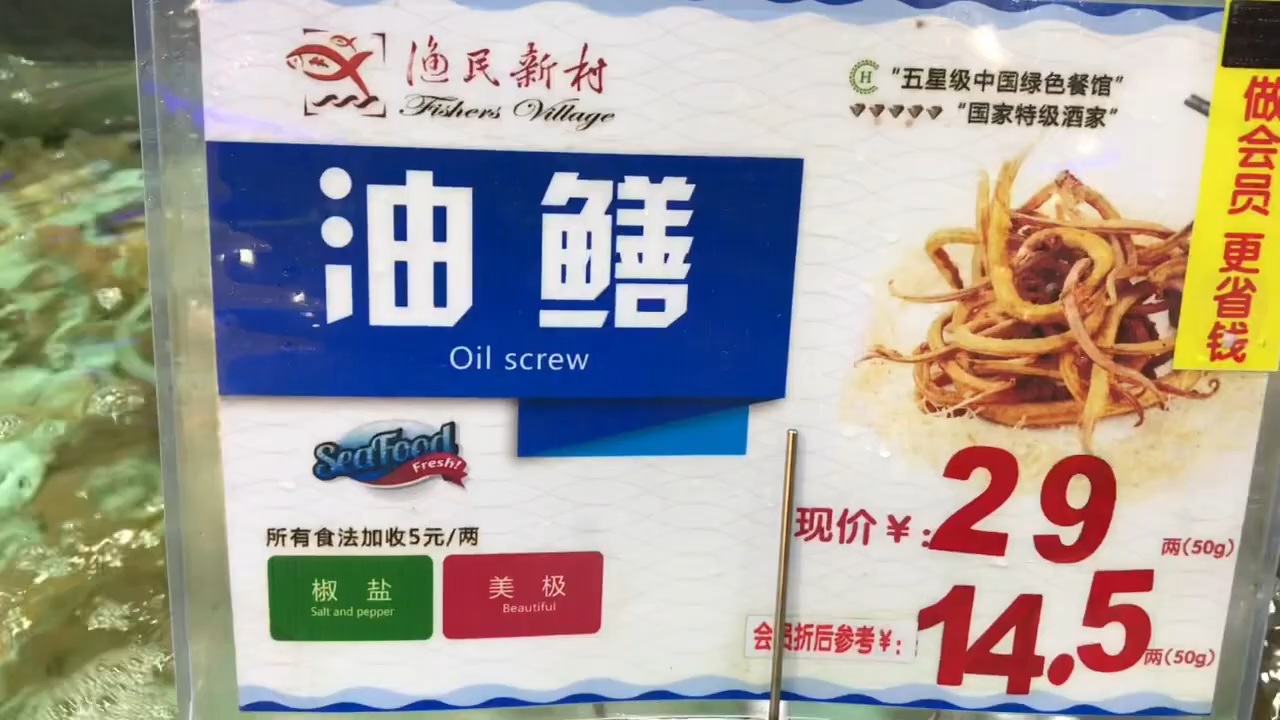 渔民新村
Fishers Village
H
"五星级中国绿色餐馆"
"国家特级酒家"
做会员 更省钱
油鳝
Oil screw
SeaFood
Fresh!
所有食法加收5元/两
椒盐
Salt and pepper
美极
Beautiful
现价¥:29 两(50g)
会员折后参考¥:14.5 两(50g)